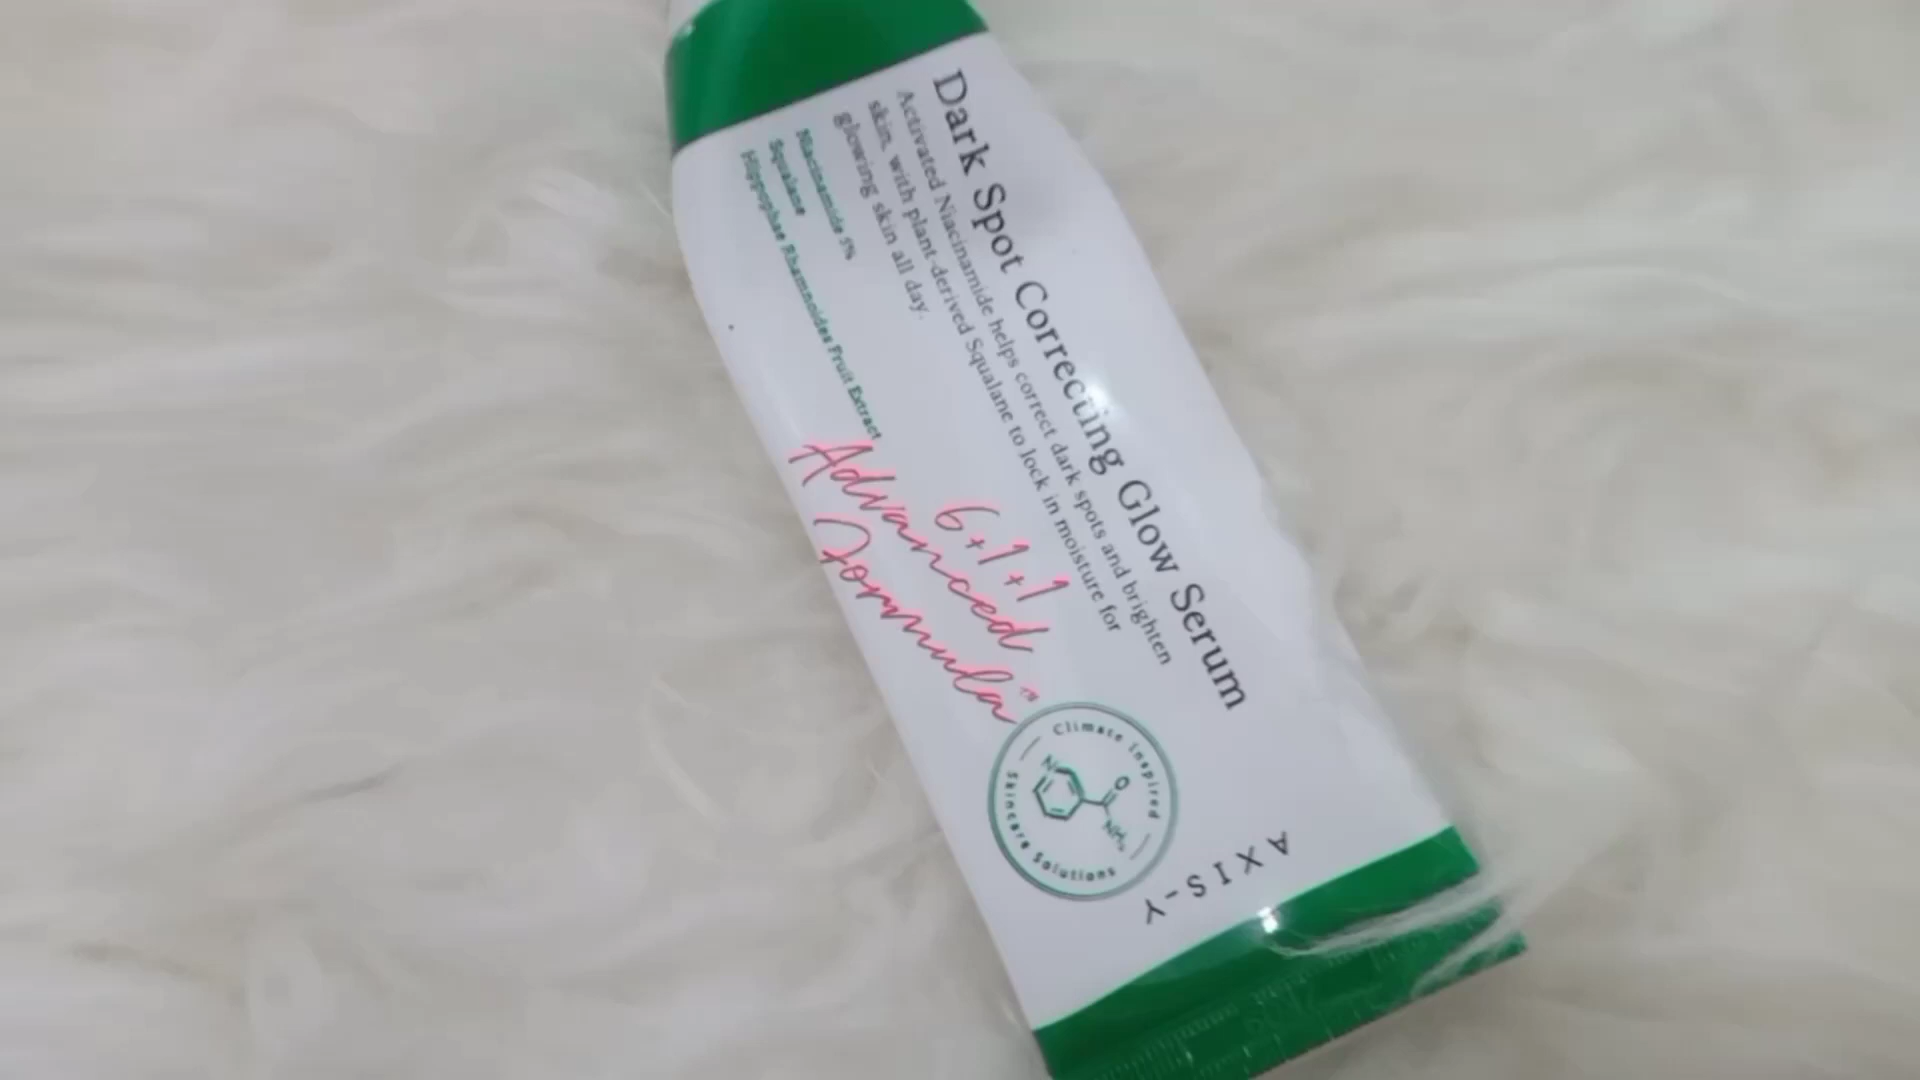 Dark Spot Correcting Glow Serum
Activated Niacinamide helps correct dark spots and brighten
skin, with plant-derived Squalane to lock in moisture for
glowing skin all day.
Niacinamide 5%
Squalane
Hippophae Rhamnoides Fruit Extract
6+1+1
Advanced
Formula™
Climate Inspired
Skincare Solutions
N
O
NH₂
AXIS-Y